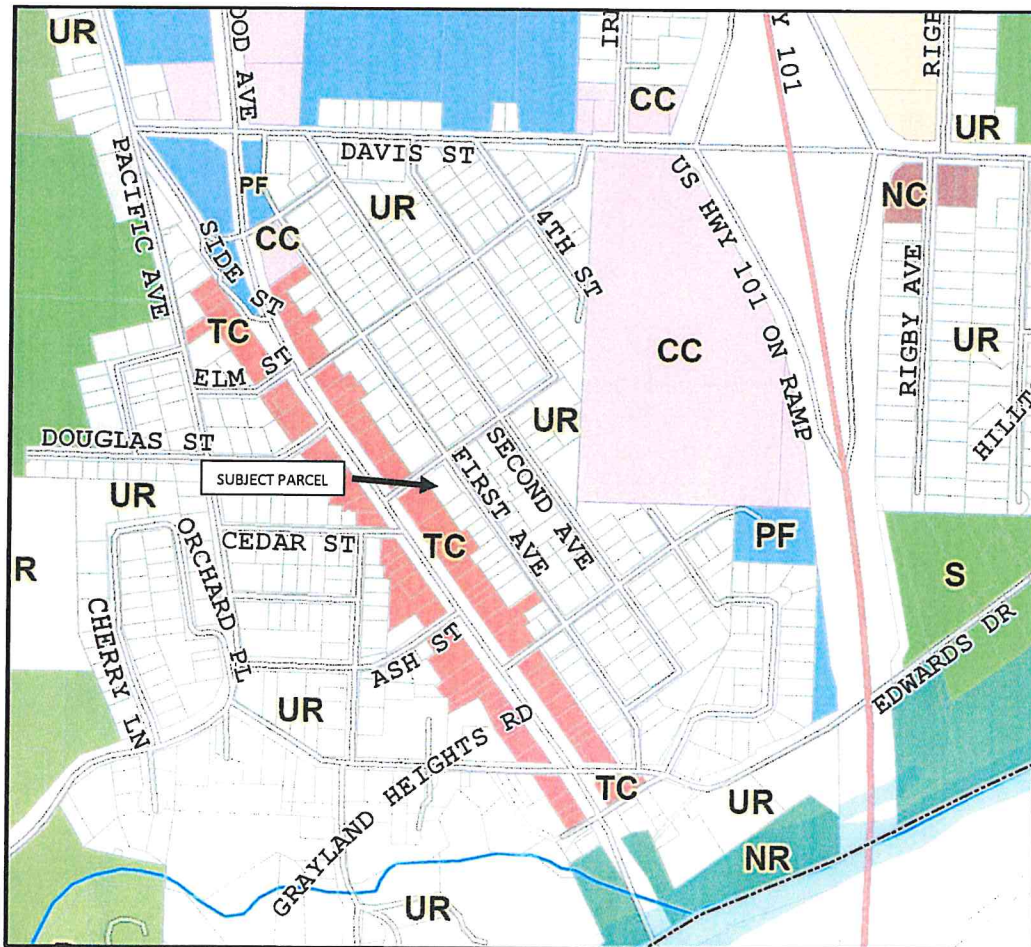 UR
OOD AVE
IRI
Y 101
RIGB
CC
UR
DAVIS ST
PACIFIC AVE
PF
UR
NC
SIDE ST
CC
4TH ST
US HWY 101 ON RAMP
RIGBY AVE
TC
CC
UR
ELM ST
HILLT
UR
SECOND AVE
DOUGLAS ST
FIRST AVE
SUBJECT PARCEL
UR
ORCHARD PL
CEDAR ST
TC
PF
R
S
CHERRY LN
ASH ST
EDWARDS DR
UR
GRAYLAND HEIGHTS RD
TC
UR
NR
UR